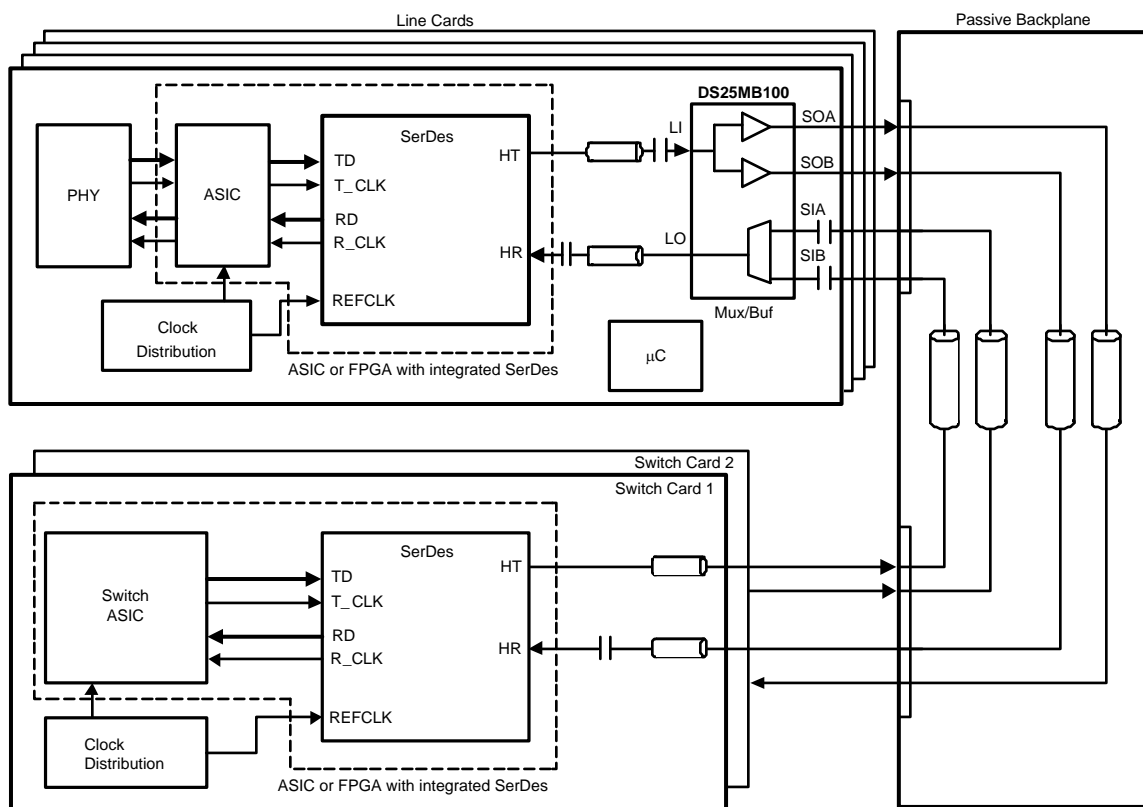 Line Cards
Passive Backplane
DS25MB100
SerDes
PHY
ASIC
TD
T_CLK
RD
R_CLK
REFCLK
HT
HR
LI
LO
SOA
SOB
SIA
SIB
Mux/Buf
Clock
Distribution
ASIC or FPGA with integrated SerDes
μC
Switch Card 2
Switch Card 1
SerDes
Switch
ASIC
TD
T_CLK
RD
R_CLK
REFCLK
HT
HR
Clock
Distribution
ASIC or FPGA with integrated SerDes